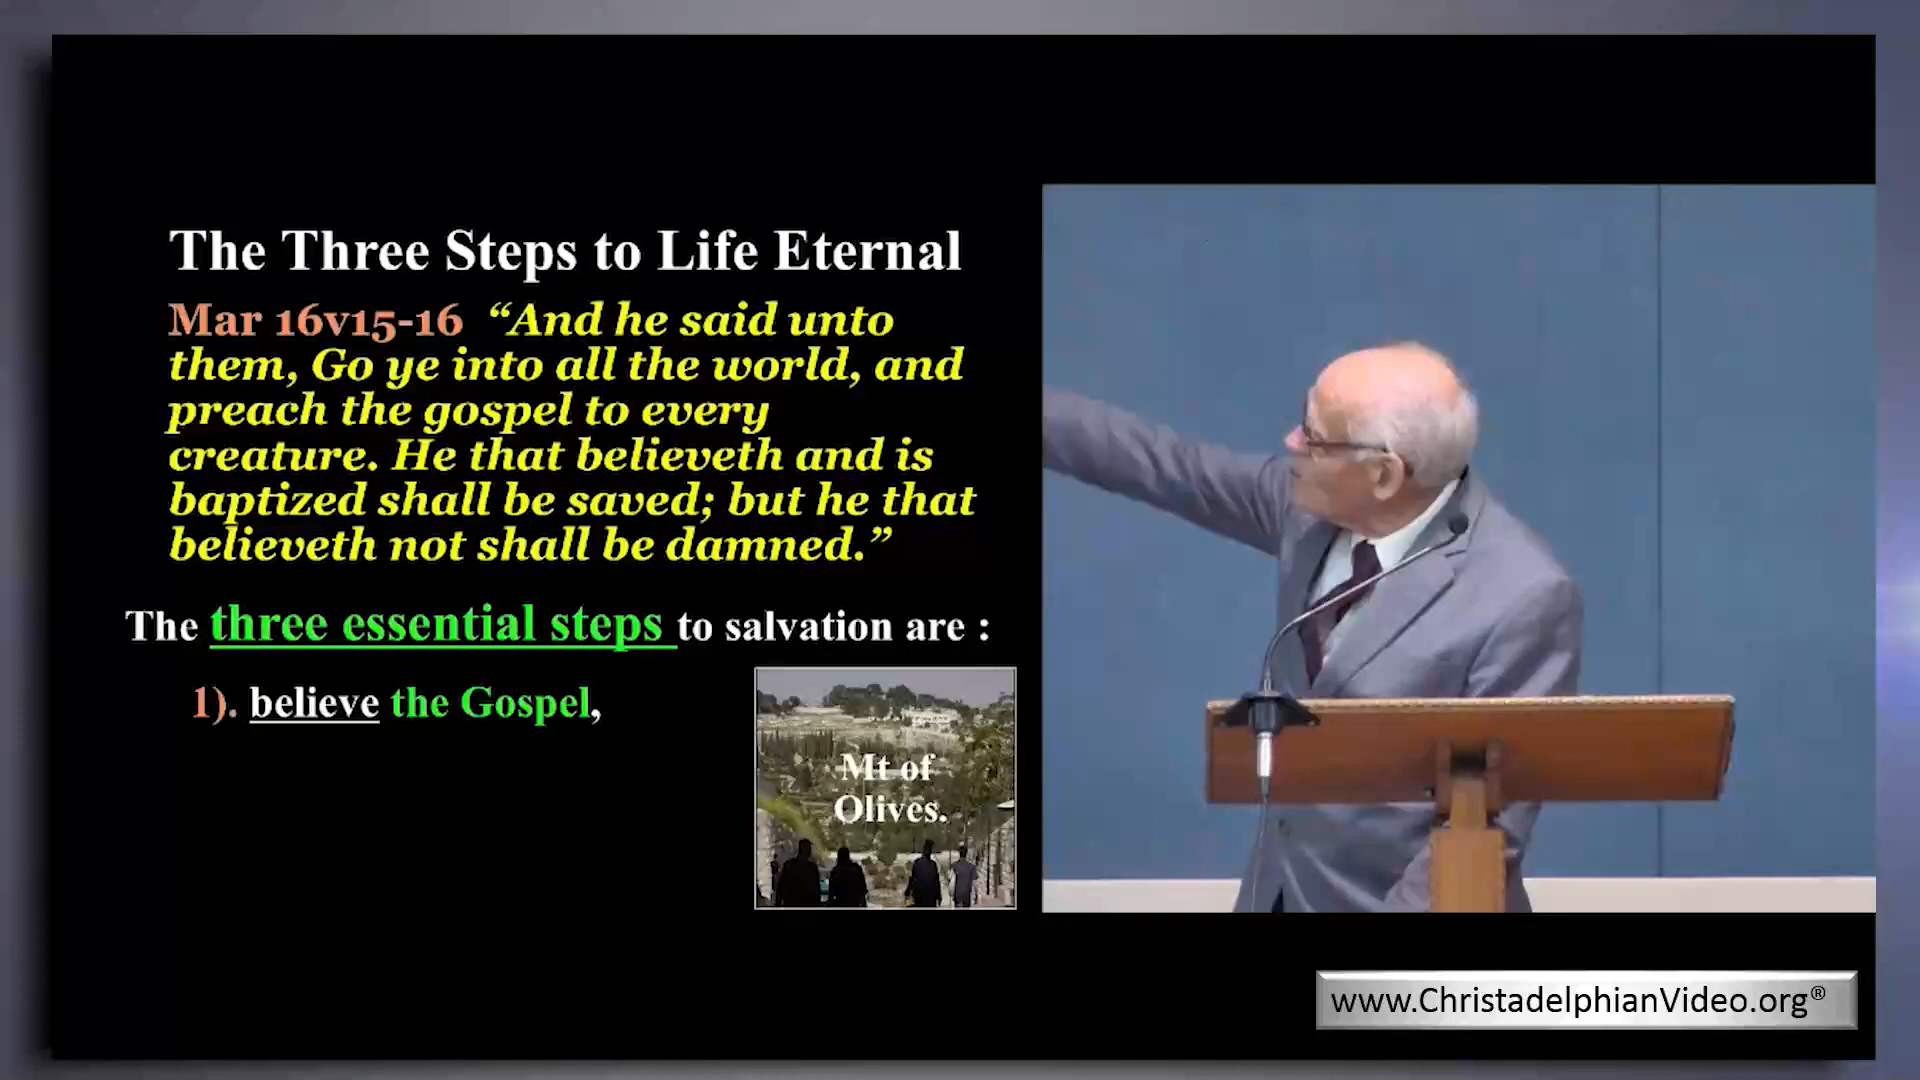 The Three Steps to Life Eternal
Mar 16v15-16 “And he said unto
them, Go ye into all the world, and
preach the gospel to every
creature. He that believeth and is
baptized shall be saved; but he that
believeth not shall be damned.”
The three essential steps to salvation are :
1). believe the Gospel,
Mt of
Olives.
www.ChristadelphianVideo.org®